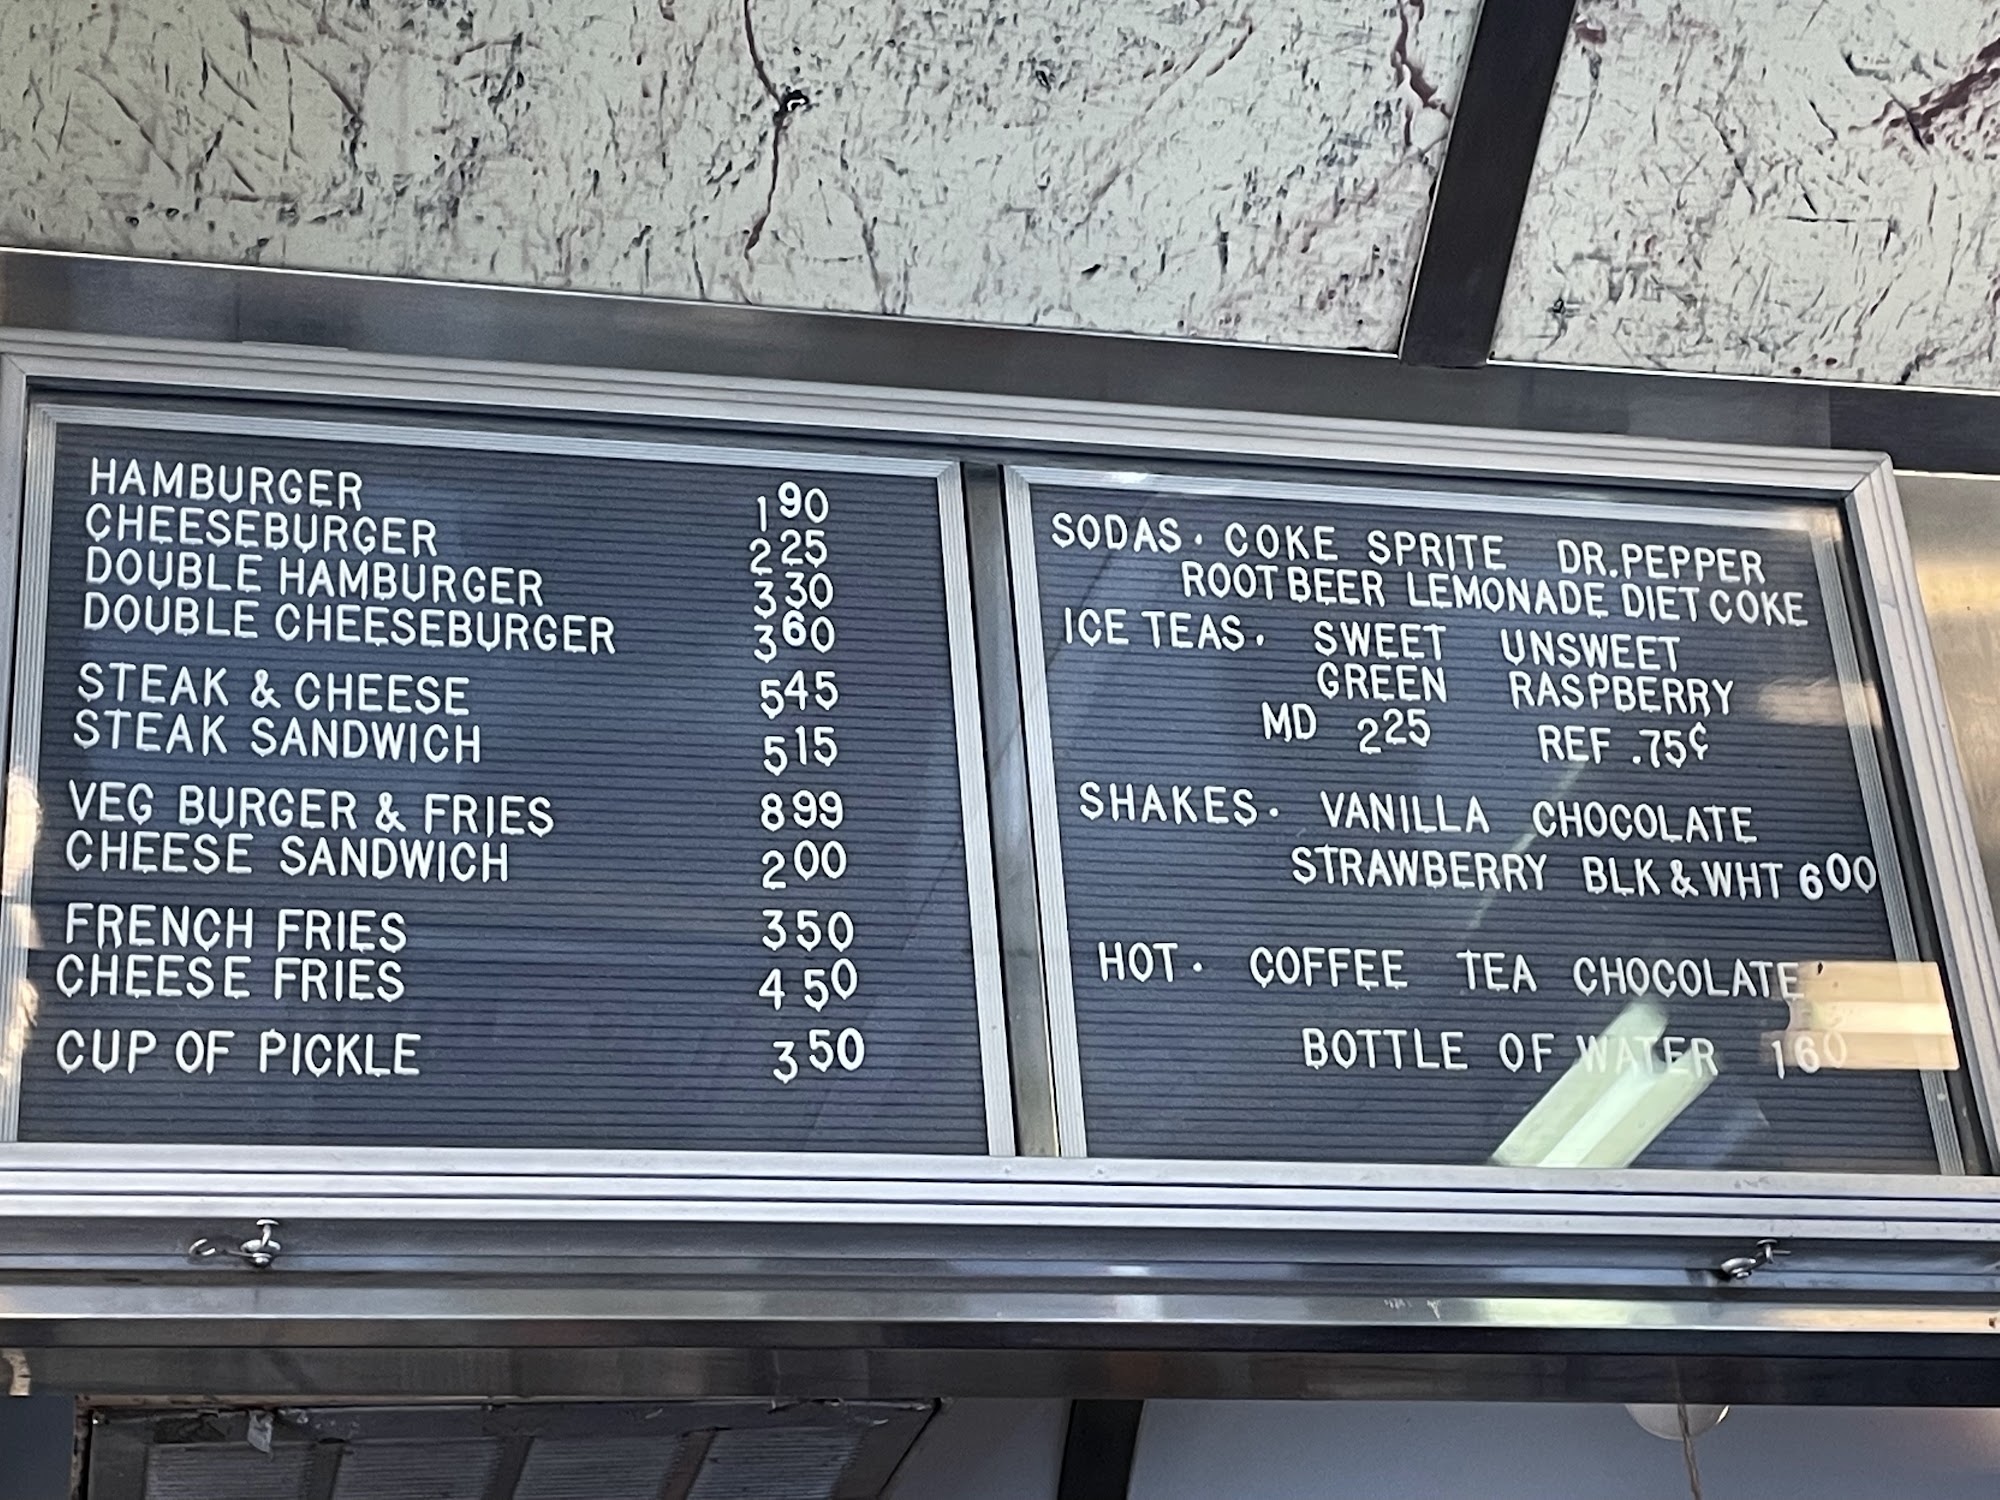 HAMBURGER 190
CHEESEBURGER 225
DOUBLE HAMBURGER 330
DOUBLE CHEESEBURGER 360
STEAK & CHEESE 545
STEAK SANDWICH 515
VEG BURGER & FRIES 899
CHEESE SANDWICH 200
FRENCH FRIES 350
CHEESE FRIES 450
CUP OF PICKLE 350
SODAS. COKE SPRITE DR.PEPPER
ROOT BEER LEMONADE DIET COKE
ICE TEAS. SWEET UNSWEET
GREEN RASPBERRY
MD 225 REF .75¢
SHAKES. VANILLA CHOCOLATE
STRAWBERRY BLK & WHT 600
HOT. COFFEE TEA CHOCOLATE
BOTTLE OF WATER 160